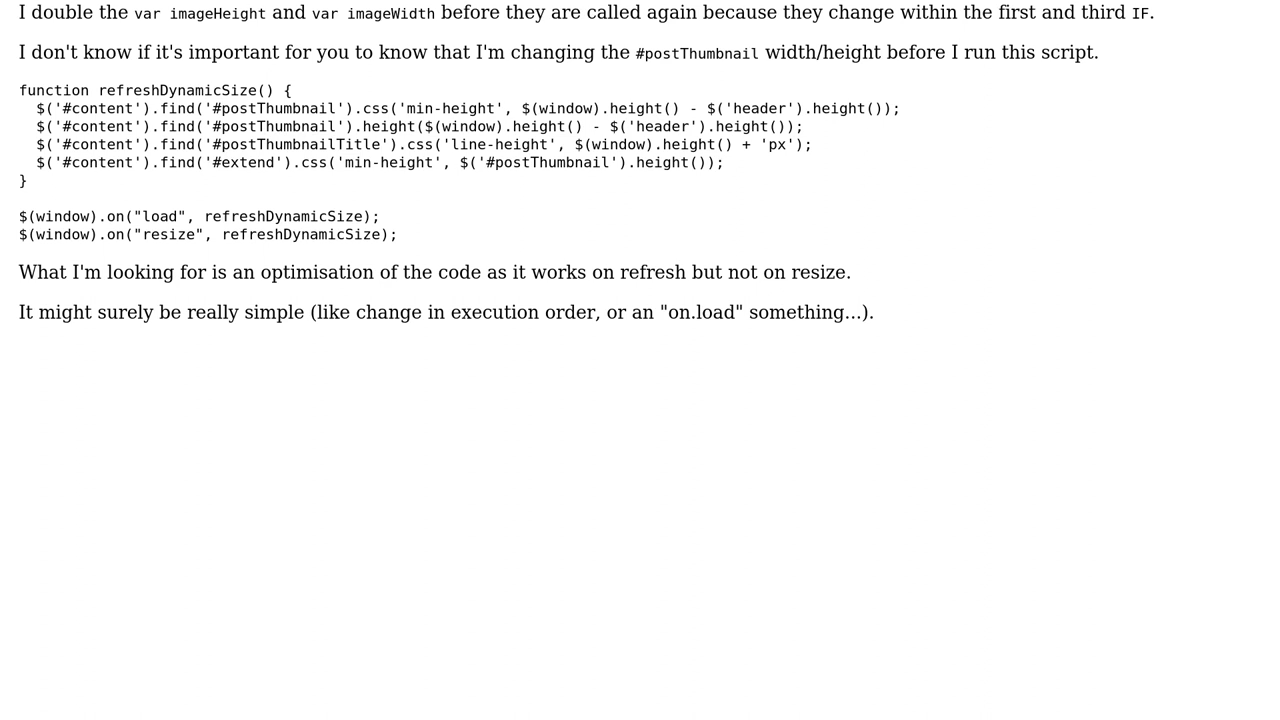 I double the var imageHeight and var imageWidth before they are called again because they change within the first and third IF.
I don't know if it's important for you to know that I'm changing the #postThumbnail width/height before I run this script.
function refreshDynamicSize() {
  $('#content').find('#postThumbnail').css('min-height', $(window).height() - $('header').height());
  $('#content').find('#postThumbnail').height($(window).height() - $('header').height());
  $('#content').find('#postThumbnailTitle').css('line-height', $(window).height() + 'px');
  $('#content').find('#extend').css('min-height', $('#postThumbnail').height());
}
$(window).on("load", refreshDynamicSize);
$(window).on("resize", refreshDynamicSize);
What I'm looking for is an optimisation of the code as it works on refresh but not on resize.
It might surely be really simple (like change in execution order, or an "on.load" something...).